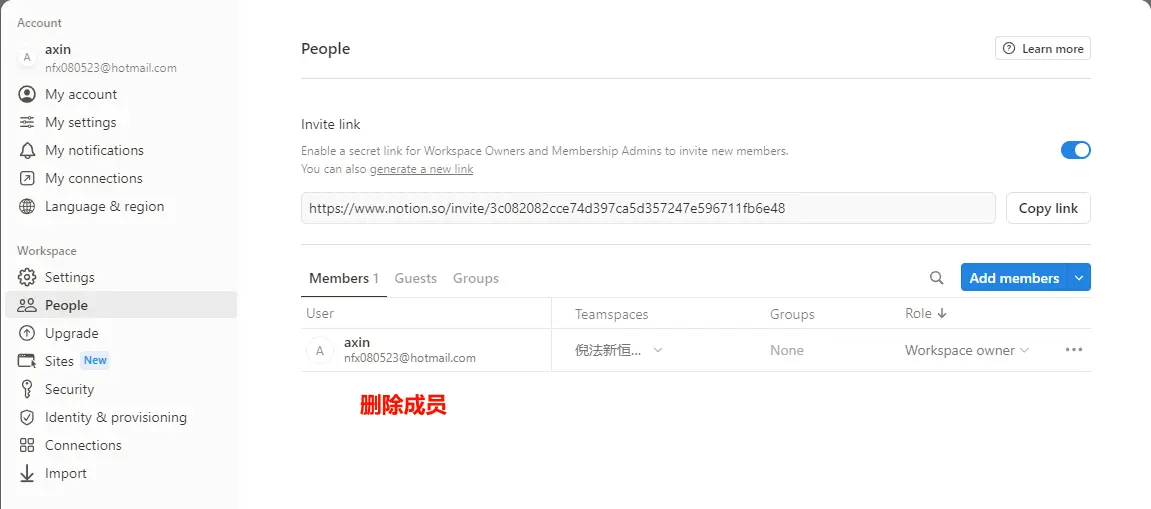 Account
A
axin
nfx080523@hotmail.com
My account
My settings
My notifications
My connections
Language & region
Workspace
Settings
People
Upgrade
Sites New
Security
Identity & provisioning
Connections
Import
People
Learn more
Invite link
Enable a secret link for Workspace Owners and Membership Admins to invite new members.
You can also generate a new link
https://www.notion.so/invite/3c082082cce74d397ca5d357247e596711fb6e48
Copy link
Members 1 Guests Groups
Add members
User Teamspaces Groups Role
A
axin
nfx080523@hotmail.com
倪法新恒... None Workspace owner
删除成员